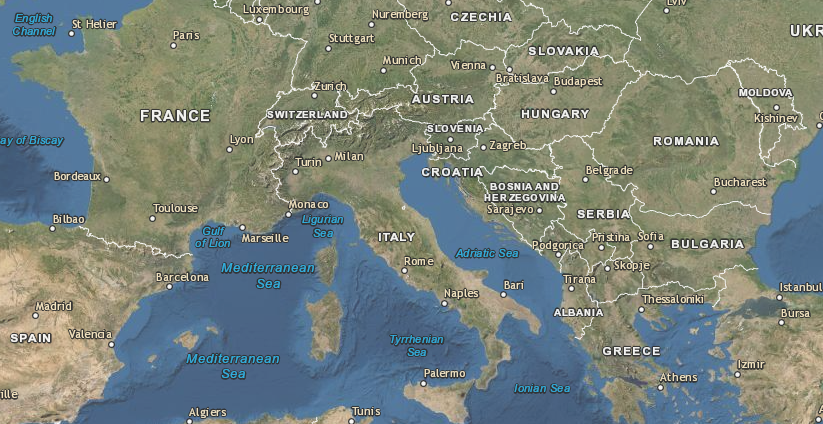 English
Channel
St Helier
Luxembourg
Nuremberg
CZECHIA
Lviv
Paris
Stuttgart
Munich
Vienna
SLOVAKIA
UKR
Bratislava
Budapest
Zurich
FRANCE
SWITZERLAND
AUSTRIA
HUNGARY
MOLDOVA
Kishinev
SLOVENIA
Ljubljana
Zagreb
ROMANIA
ay of Biscay
Lyon
Turin
Milan
Bordeaux
CROATIA
Belgrade
Bucharest
BOSNIA AND
HERZEGOVINA
Sarajevo
SERBIA
Toulouse
Monaco
Bilbao
Gulf
of Lion
Marseille
Ligurian
Sea
ITALY
Adriatic Sea
Podgorica
Pristina
Sofia
BULGARIA
Mediterranean
Sea
Rome
Skopje
Barcelona
Tirana
Istanbul
Madrid
Naples
Bari
Thessaloniki
ALBANIA
Bursa
SPAIN
Valencia
Mediterranean
Sea
Tyrrhenian
Sea
GREECE
Palermo
Ionian Sea
Athens
Izmir
ville
Algiers
Tunis
A